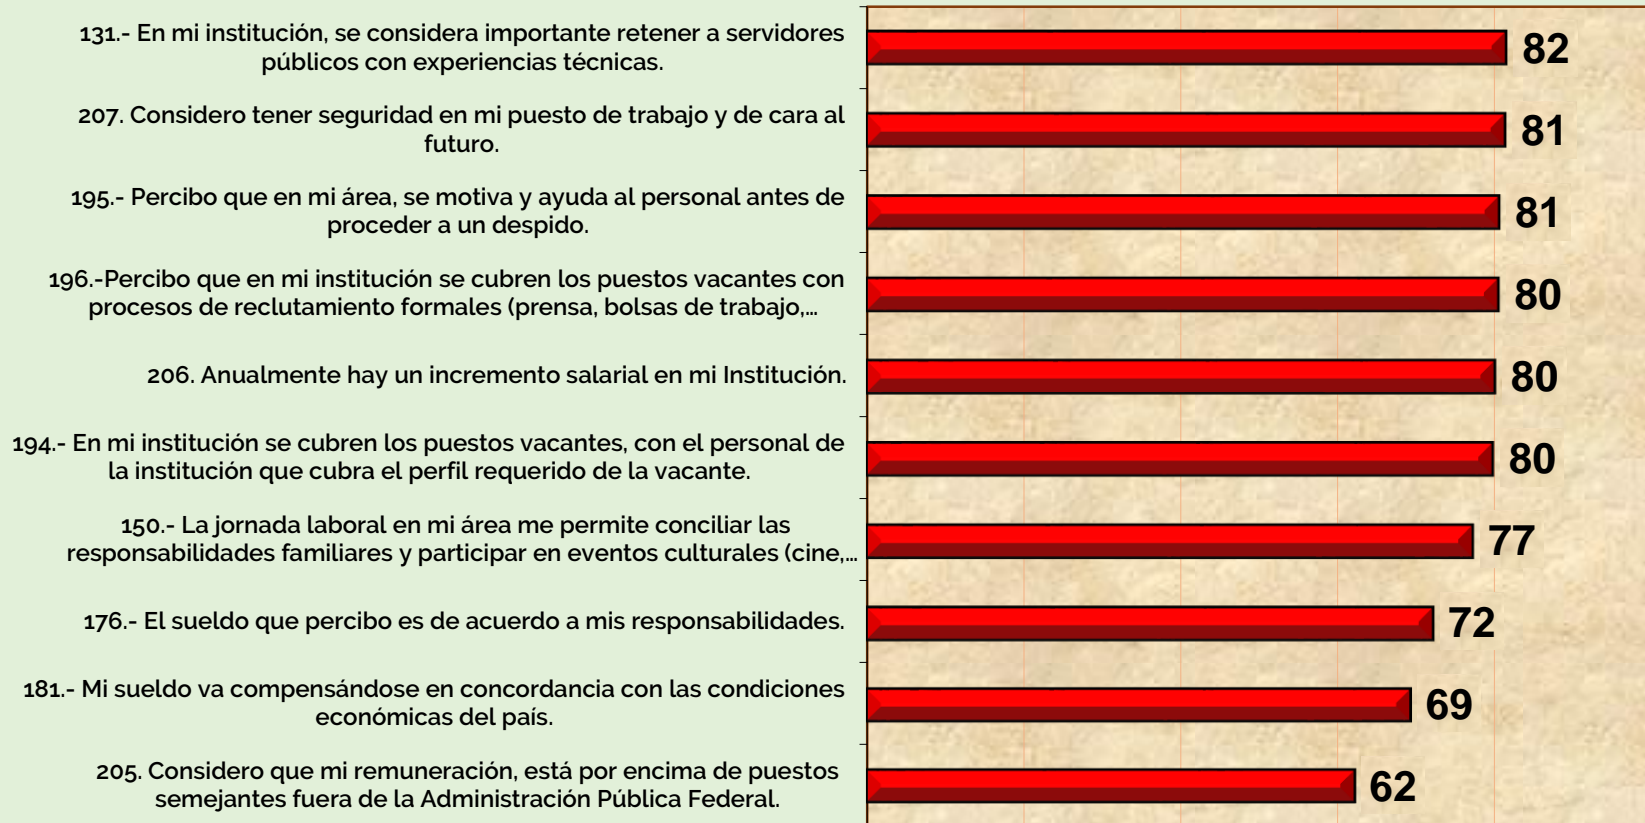 131.- En mi institución, se considera importante retener a servidores
públicos con experiencias técnicas.
82
207. Considero tener seguridad en mi puesto de trabajo y de cara al
futuro.
81
195.- Percibo que en mi área, se motiva y ayuda al personal antes de
proceder a un despido.
81
196.-Percibo que en mi institución se cubren los puestos vacantes con
procesos de reclutamiento formales (prensa, bolsas de trabajo,...
80
206. Anualmente hay un incremento salarial en mi Institución.
80
194.- En mi institución se cubren los puestos vacantes, con el personal de
la institución que cubra el perfil requerido de la vacante.
80
150.- La jornada laboral en mi área me permite conciliar las
responsabilidades familiares y participar en eventos culturales (cine,...
77
176.- El sueldo que percibo es de acuerdo a mis responsabilidades.
72
181.- Mi sueldo va compensándose en concordancia con las condiciones
económicas del país.
69
205. Considero que mi remuneración, está por encima de puestos
semejantes fuera de la Administración Pública Federal.
62